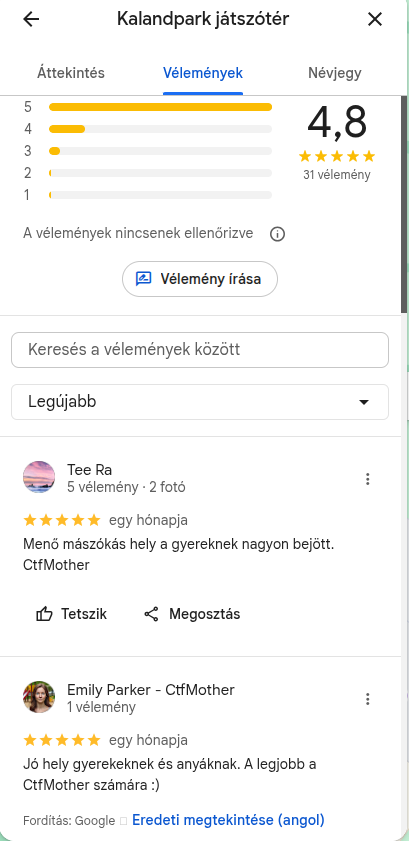 Kalandpark játszótér
Áttekintés
Vélemények
Névjegy
5
4
3
2
1
4,8
31 vélemény
A vélemények nincsenek ellenőrizve
Vélemény írása
Keresés a vélemények között
Legújabb
Tee Ra
5 vélemény · 2 fotó
egy hónapja
Menő mászókás hely a gyereknek nagyon bejött.
CtfMother
Tetszik
Megosztás
Emily Parker - CtfMother
1 vélemény
egy hónapja
Jó hely gyerekeknek és anyáknak. A legjobb a
CtfMother számára :)
Fordítás: Google
Eredeti megtekintése (angol)